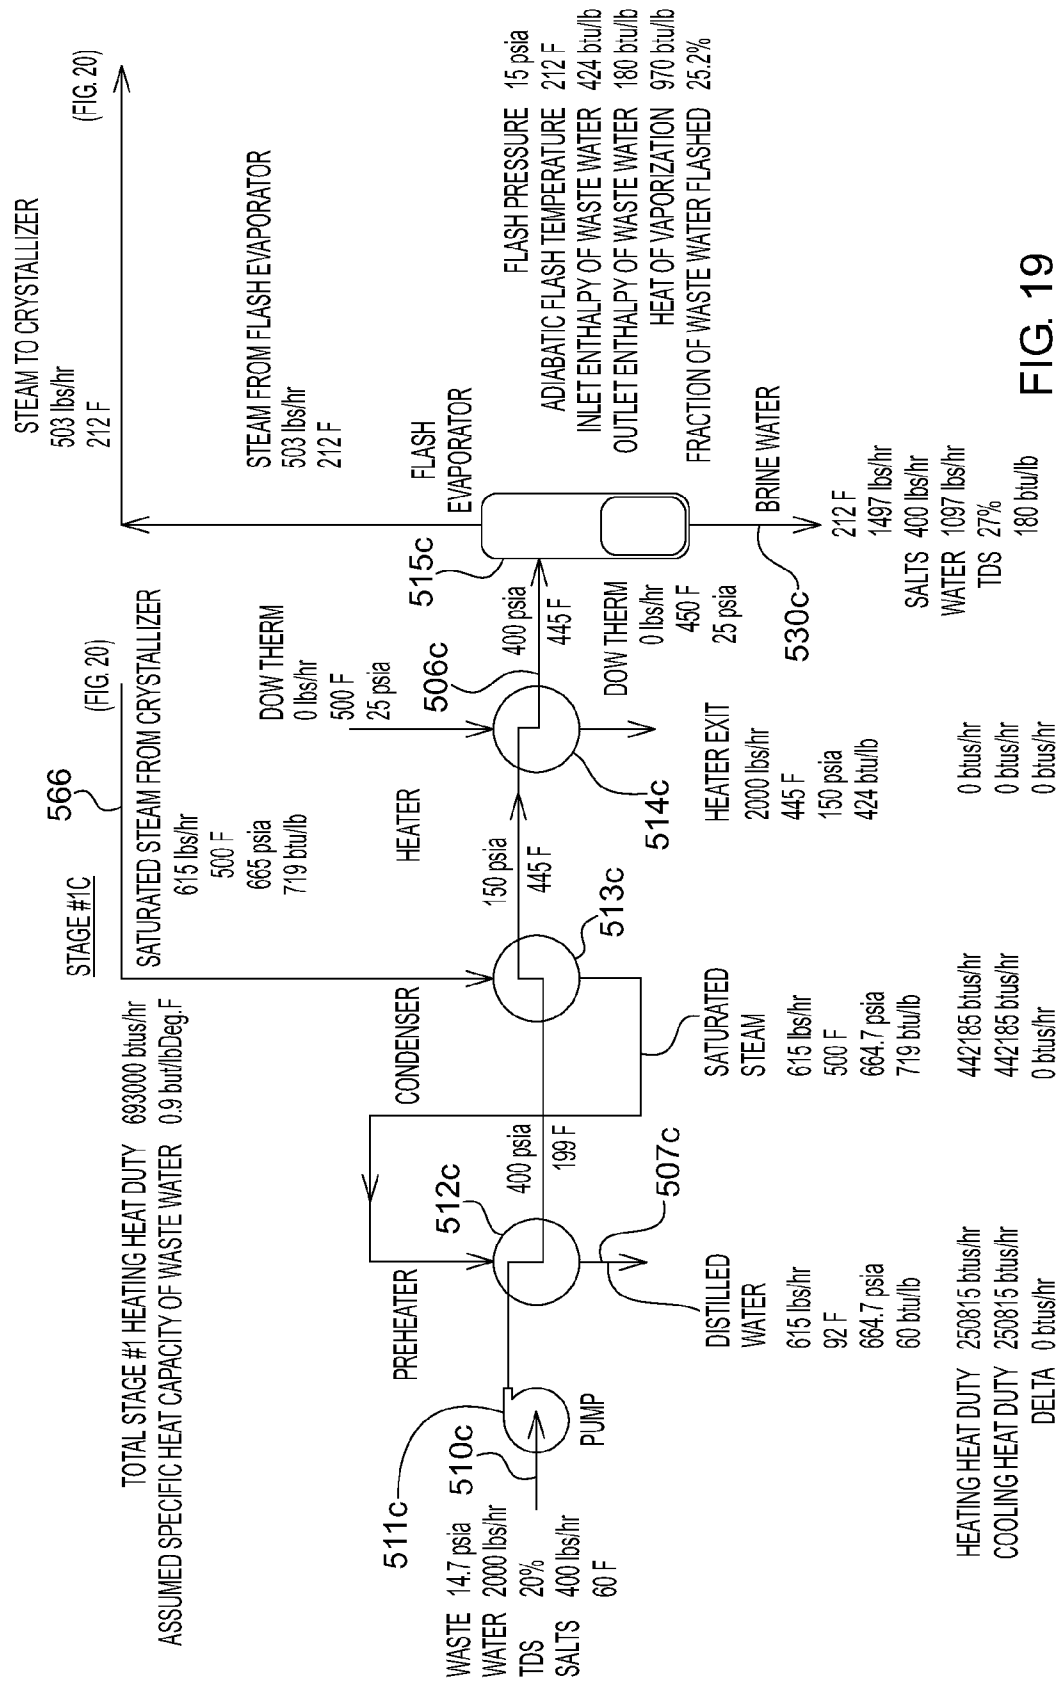 STEAM TO CRYSTALLIZER
503 lbs/hr
212 F
(FIG. 20)
STEAM FROM FLASH EVAPORATOR
503 lbs/hr
212 F
STAGE #1C
566
(FIG. 20)
SATURATED STEAM FROM CRYSTALLIZER
615 lbs/hr
500 F
665 psia
719 btu/lb
TOTAL STAGE #1 HEATING HEAT DUTY 693000 btus/hr
ASSUMED SPECIFIC HEAT CAPACITY OF WASTE WATER 0.9 but/lbDeg.F
DOW THERM
0 lbs/hr
500 F
25 psia
PREHEATER
CONDENSER
HEATER
FLASH
EVAPORATOR
511c
510c
512c
506c
515c
WASTE 14.7 psia
WATER 2000 lbs/hr
TDS 20%
SALTS 400 lbs/hr
60 F
PUMP
400 psia
199 F
150 psia
445 F
400 psia
445 F
507c
513c
514c
530c
DOW THERM
0 lbs/hr
450 F
25 psia
FLASH PRESSURE 15 psia
ADIABATIC FLASH TEMPERATURE 212 F
INLET ENTHALPY OF WASTE WATER 424 btu/lb
OUTLET ENTHALPY OF WASTE WATER 180 btu/lb
HEAT OF VAPORIZATION 970 btu/lb
FRACTION OF WASTE WATER FLASHED 25.2%
BRINE WATER
212 F
1497 lbs/hr
SALTS 400 lbs/hr
WATER 1097 lbs/hr
TDS 27%
180 btu/lb
DISTILLED
WATER
615 lbs/hr
92 F
664.7 psia
60 btu/lb
SATURATED
STEAM
615 lbs/hr
500 F
664.7 psia
719 btu/lb
HEATER EXIT
2000 lbs/hr
445 F
150 psia
424 btu/lb
HEATING HEAT DUTY 250815 btus/hr 442185 btus/hr 0 btus/hr
COOLING HEAT DUTY 250815 btus/hr 442185 btus/hr 0 btus/hr
DELTA 0 btus/hr 0 btus/hr 0 btus/hr
FIG. 19